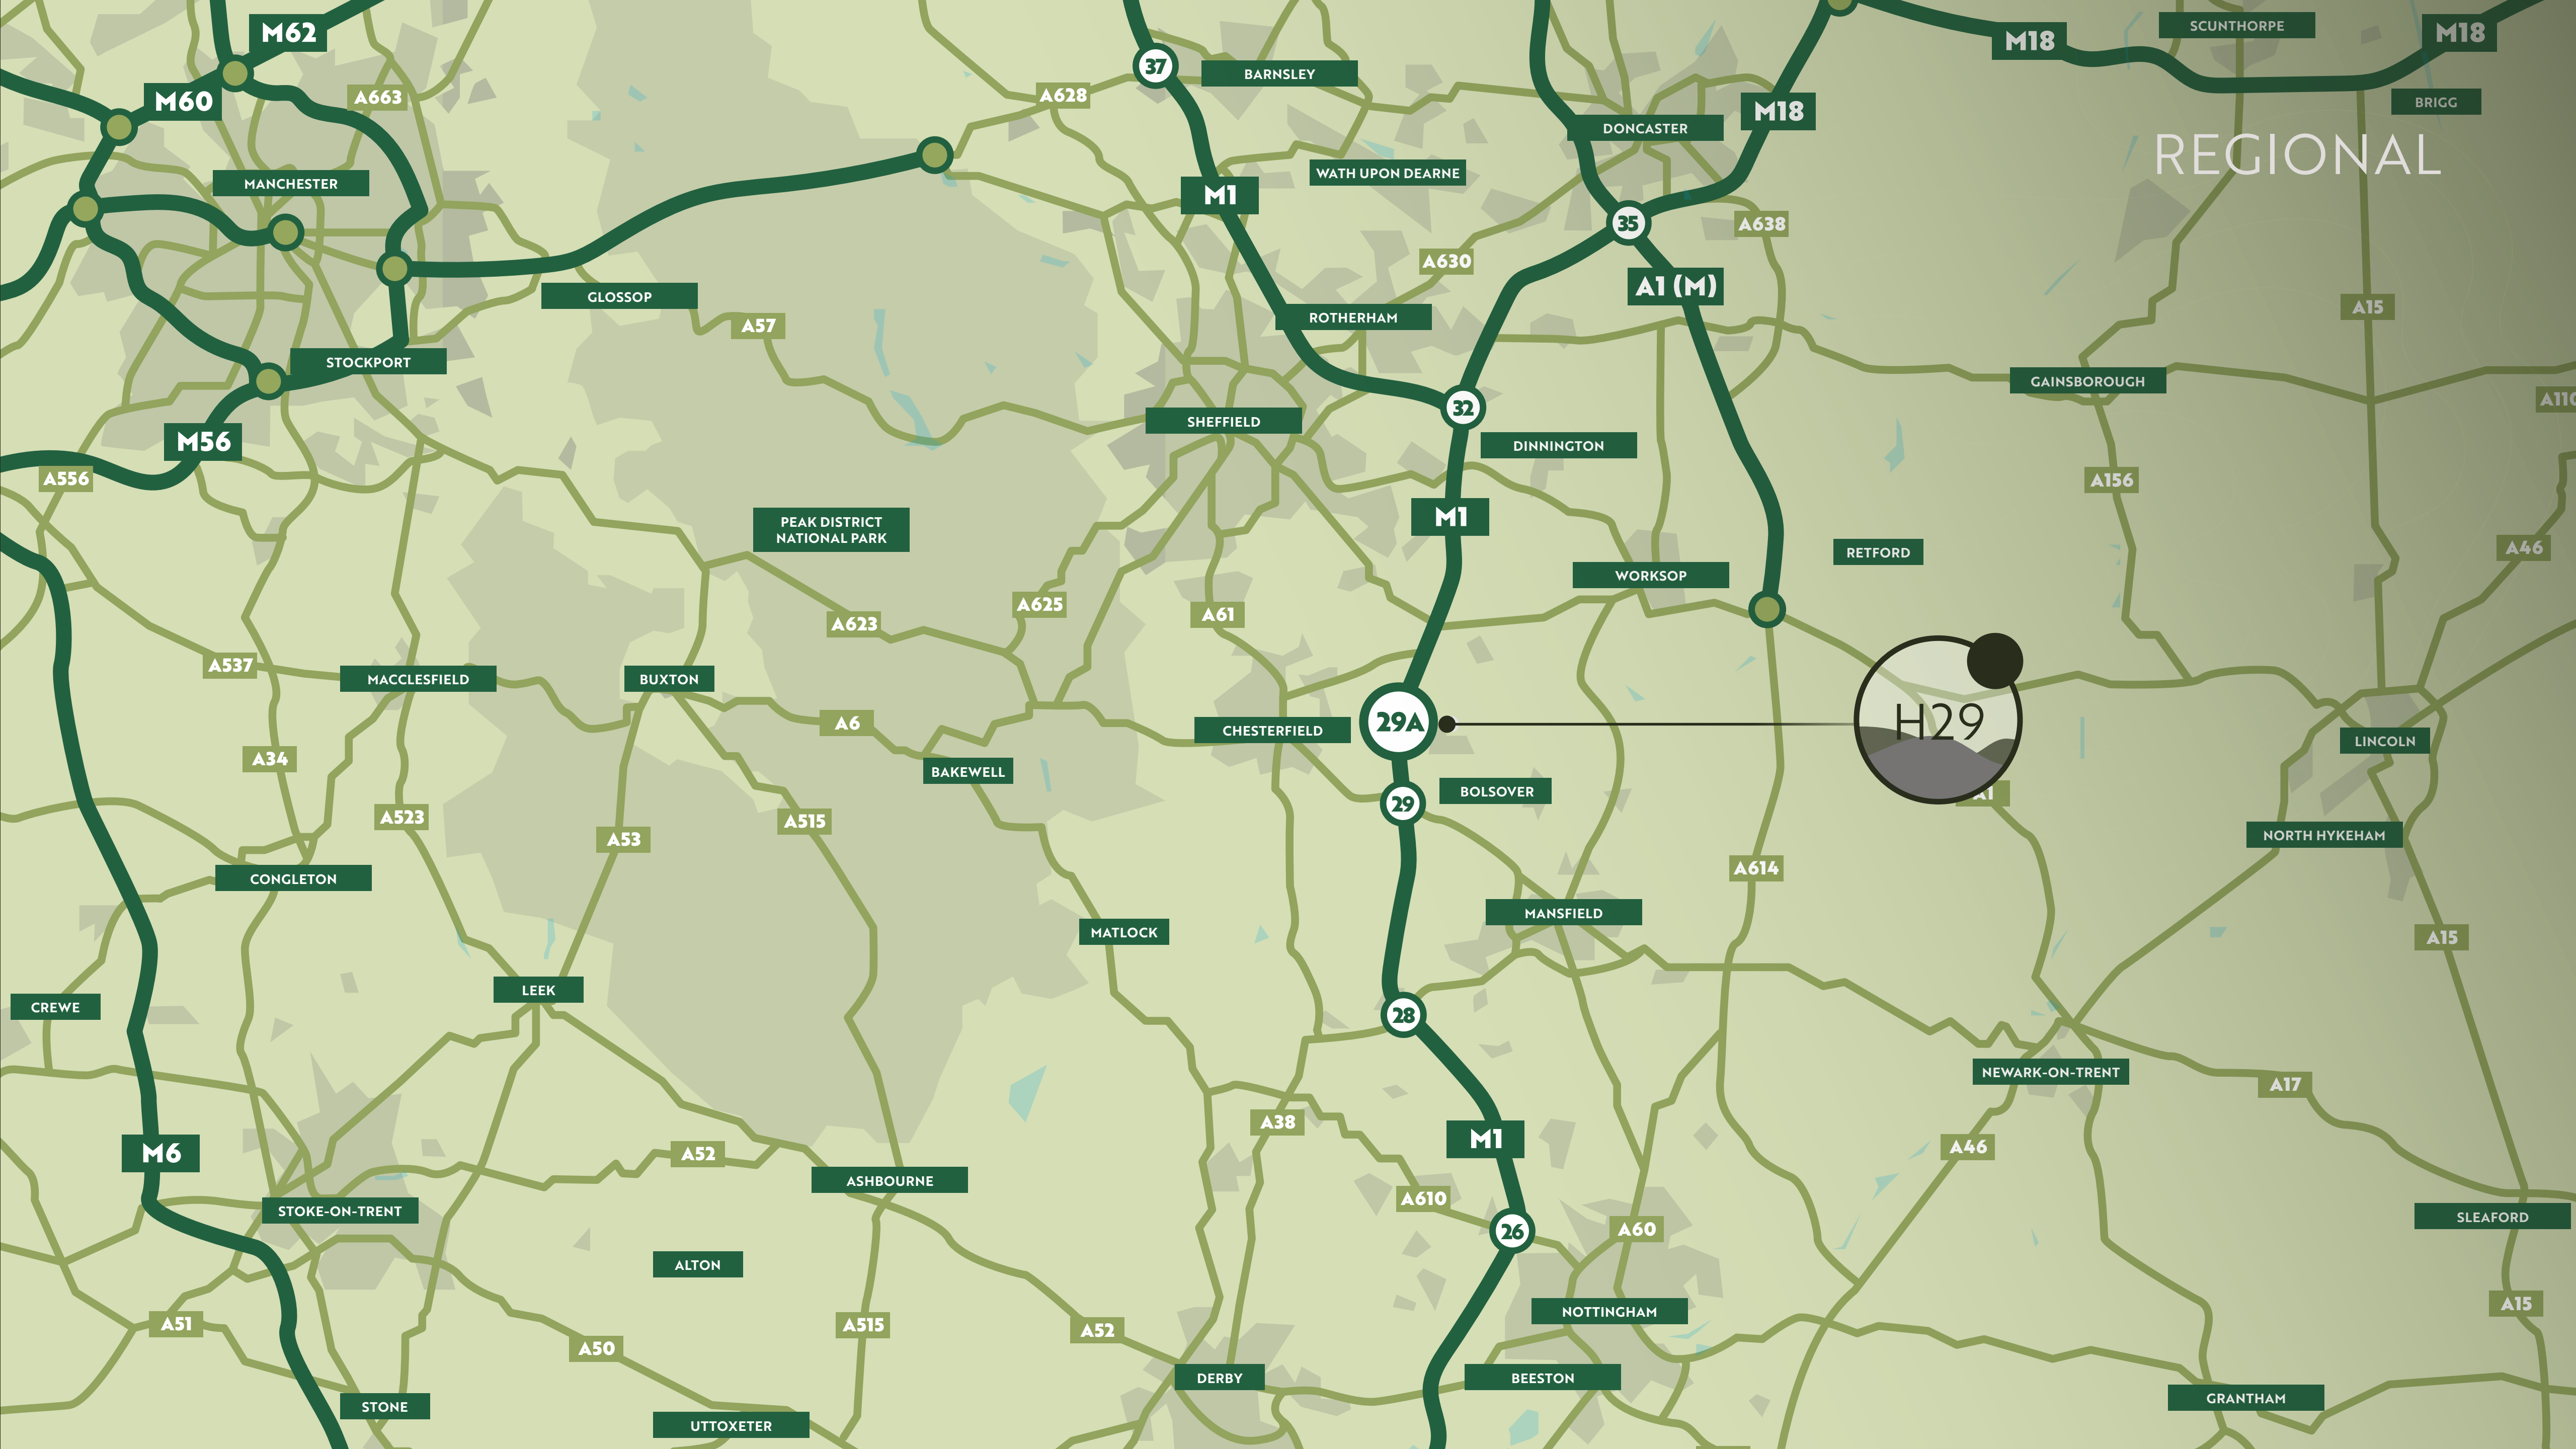 M62
M18
M18
SCUNTHORPE
37
BARNSLEY
M60
A663
A628
M18
BRIGG
DONCASTER
REGIONAL
MANCHESTER
WATH UPON DEARNE
M1
35
A638
A630
A1 (M)
GLOSSOP
A15
ROTHERHAM
A57
STOCKPORT
GAINSBOROUGH
A110
32
SHEFFIELD
M56
DINNINGTON
A556
A156
M1
PEAK DISTRICT
NATIONAL PARK
A46
RETFORD
WORKSOP
A625
A61
A623
A537
MACCLESFIELD
BUXTON
A6
29A
H29
CHESTERFIELD
LINCOLN
A34
BAKEWELL
BOLSOVER
A1
29
A523
A515
A53
NORTH HYKEHAM
A614
CONGLETON
MANSFIELD
MATLOCK
A15
LEEK
CREWE
28
NEWARK-ON-TRENT
A17
A38
M1
A46
M6
A52
ASHBOURNE
A610
STOKE-ON-TRENT
SLEAFORD
26
A60
ALTON
A15
NOTTINGHAM
A51
A515
A52
A50
DERBY
BEESTON
GRANTHAM
STONE
UTTOXETER